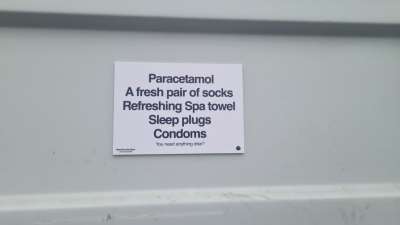 Paracetamol
A fresh pair of socks
Refreshing Spa towel
Sleep plugs
Condoms
You need anything else?